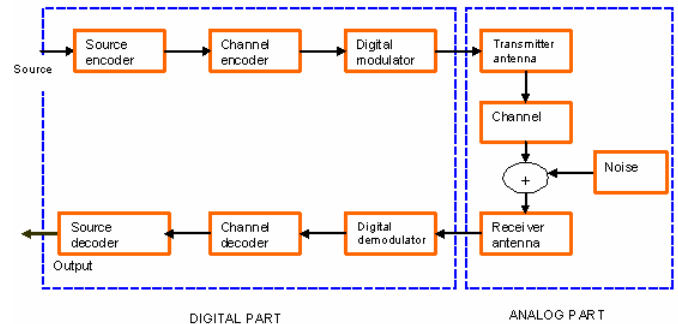 Source
Source
encoder
Channel
encoder
Digital
modulator
Transmitter
antenna
Channel
+
Noise
Receiver
antenna
Digital
demodulator
Channel
decoder
Source
decoder
Output
DIGITAL PART
ANALOG PART